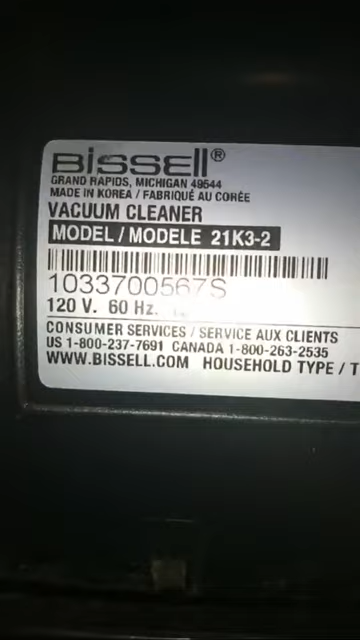 BISSELL®
GRAND RAPIDS, MICHIGAN 49544
MADE IN KOREA / FABRIQUÉ AU CORÉE
VACUUM CLEANER
MODEL / MODELE 21K3-2
1033700567S
120 V. 60 Hz.
CONSUMER SERVICES / SERVICE AUX CLIENTS
US 1-800-237-7691 CANADA 1-800-263-2535
WWW.BISSELL.COM HOUSEHOLD TYPE / T